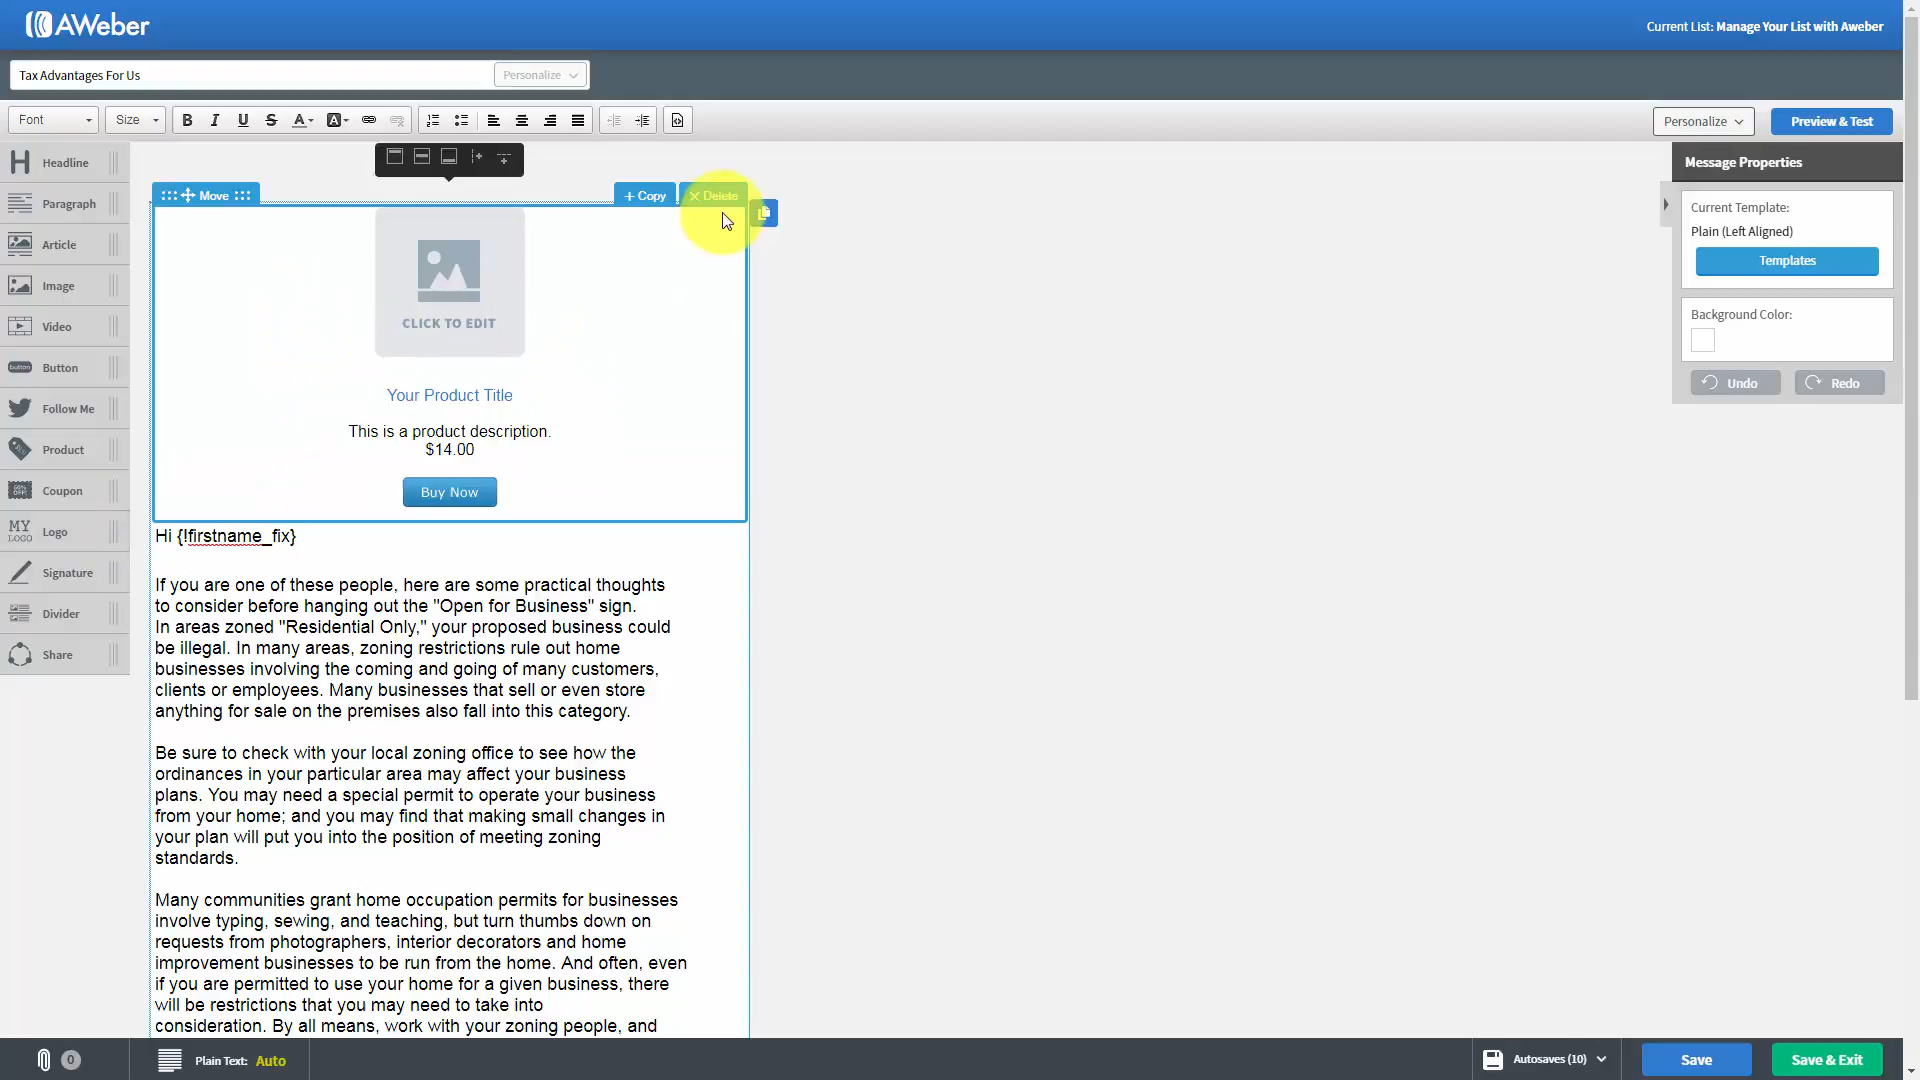 AWeber
Current List: Manage Your List with Aweber
Tax Advantages For Us
Personalize
Font
Size
B I U S A A
Personalize
Preview & Test
Headline
Paragraph
Article
Image
Video
button
Button
Follow Me
Product
50% OFF!
Coupon
MY LOGO
Logo
Signature
Divider
Share
Move
Copy
Delete
CLICK TO EDIT
Your Product Title
This is a product description.
$14.00
Buy Now
Hi {!firstname_fix}
If you are one of these people, here are some practical thoughts
to consider before hanging out the "Open for Business" sign.
In areas zoned "Residential Only," your proposed business could
be illegal. In many areas, zoning restrictions rule out home
businesses involving the coming and going of many customers,
clients or employees. Many businesses that sell or even store
anything for sale on the premises also fall into this category.
Be sure to check with your local zoning office to see how the
ordinances in your particular area may affect your business
plans. You may need a special permit to operate your business
from your home; and you may find that making small changes in
your plan will put you into the position of meeting zoning
standards.
Many communities grant home occupation permits for businesses
involve typing, sewing, and teaching, but turn thumbs down on
requests from photographers, interior decorators and home
improvement businesses to be run from the home. And often, even
if you are permitted to use your home for a given business, there
will be restrictions that you may need to take into
consideration. By all means, work with your zoning people, and
Message Properties
Current Template:
Plain (Left Aligned)
Templates
Background Color:
Undo
Redo
0
Plain Text: Auto
Autosaves (10)
Save
Save & Exit